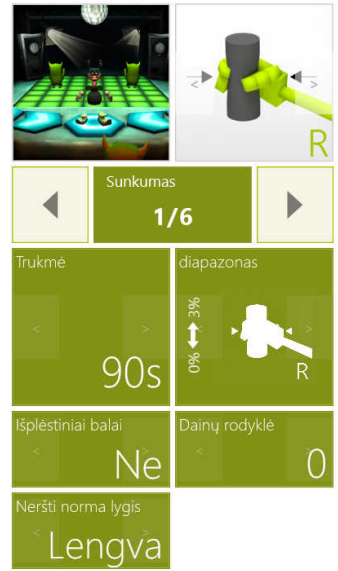 R
Sunkumas
1/6
Trukmė
90s
diapazonas
0% 3%
R
Išplėstiniai balai
Ne
Dainų rodyklė
0
Neršti norma lygis
Lengva